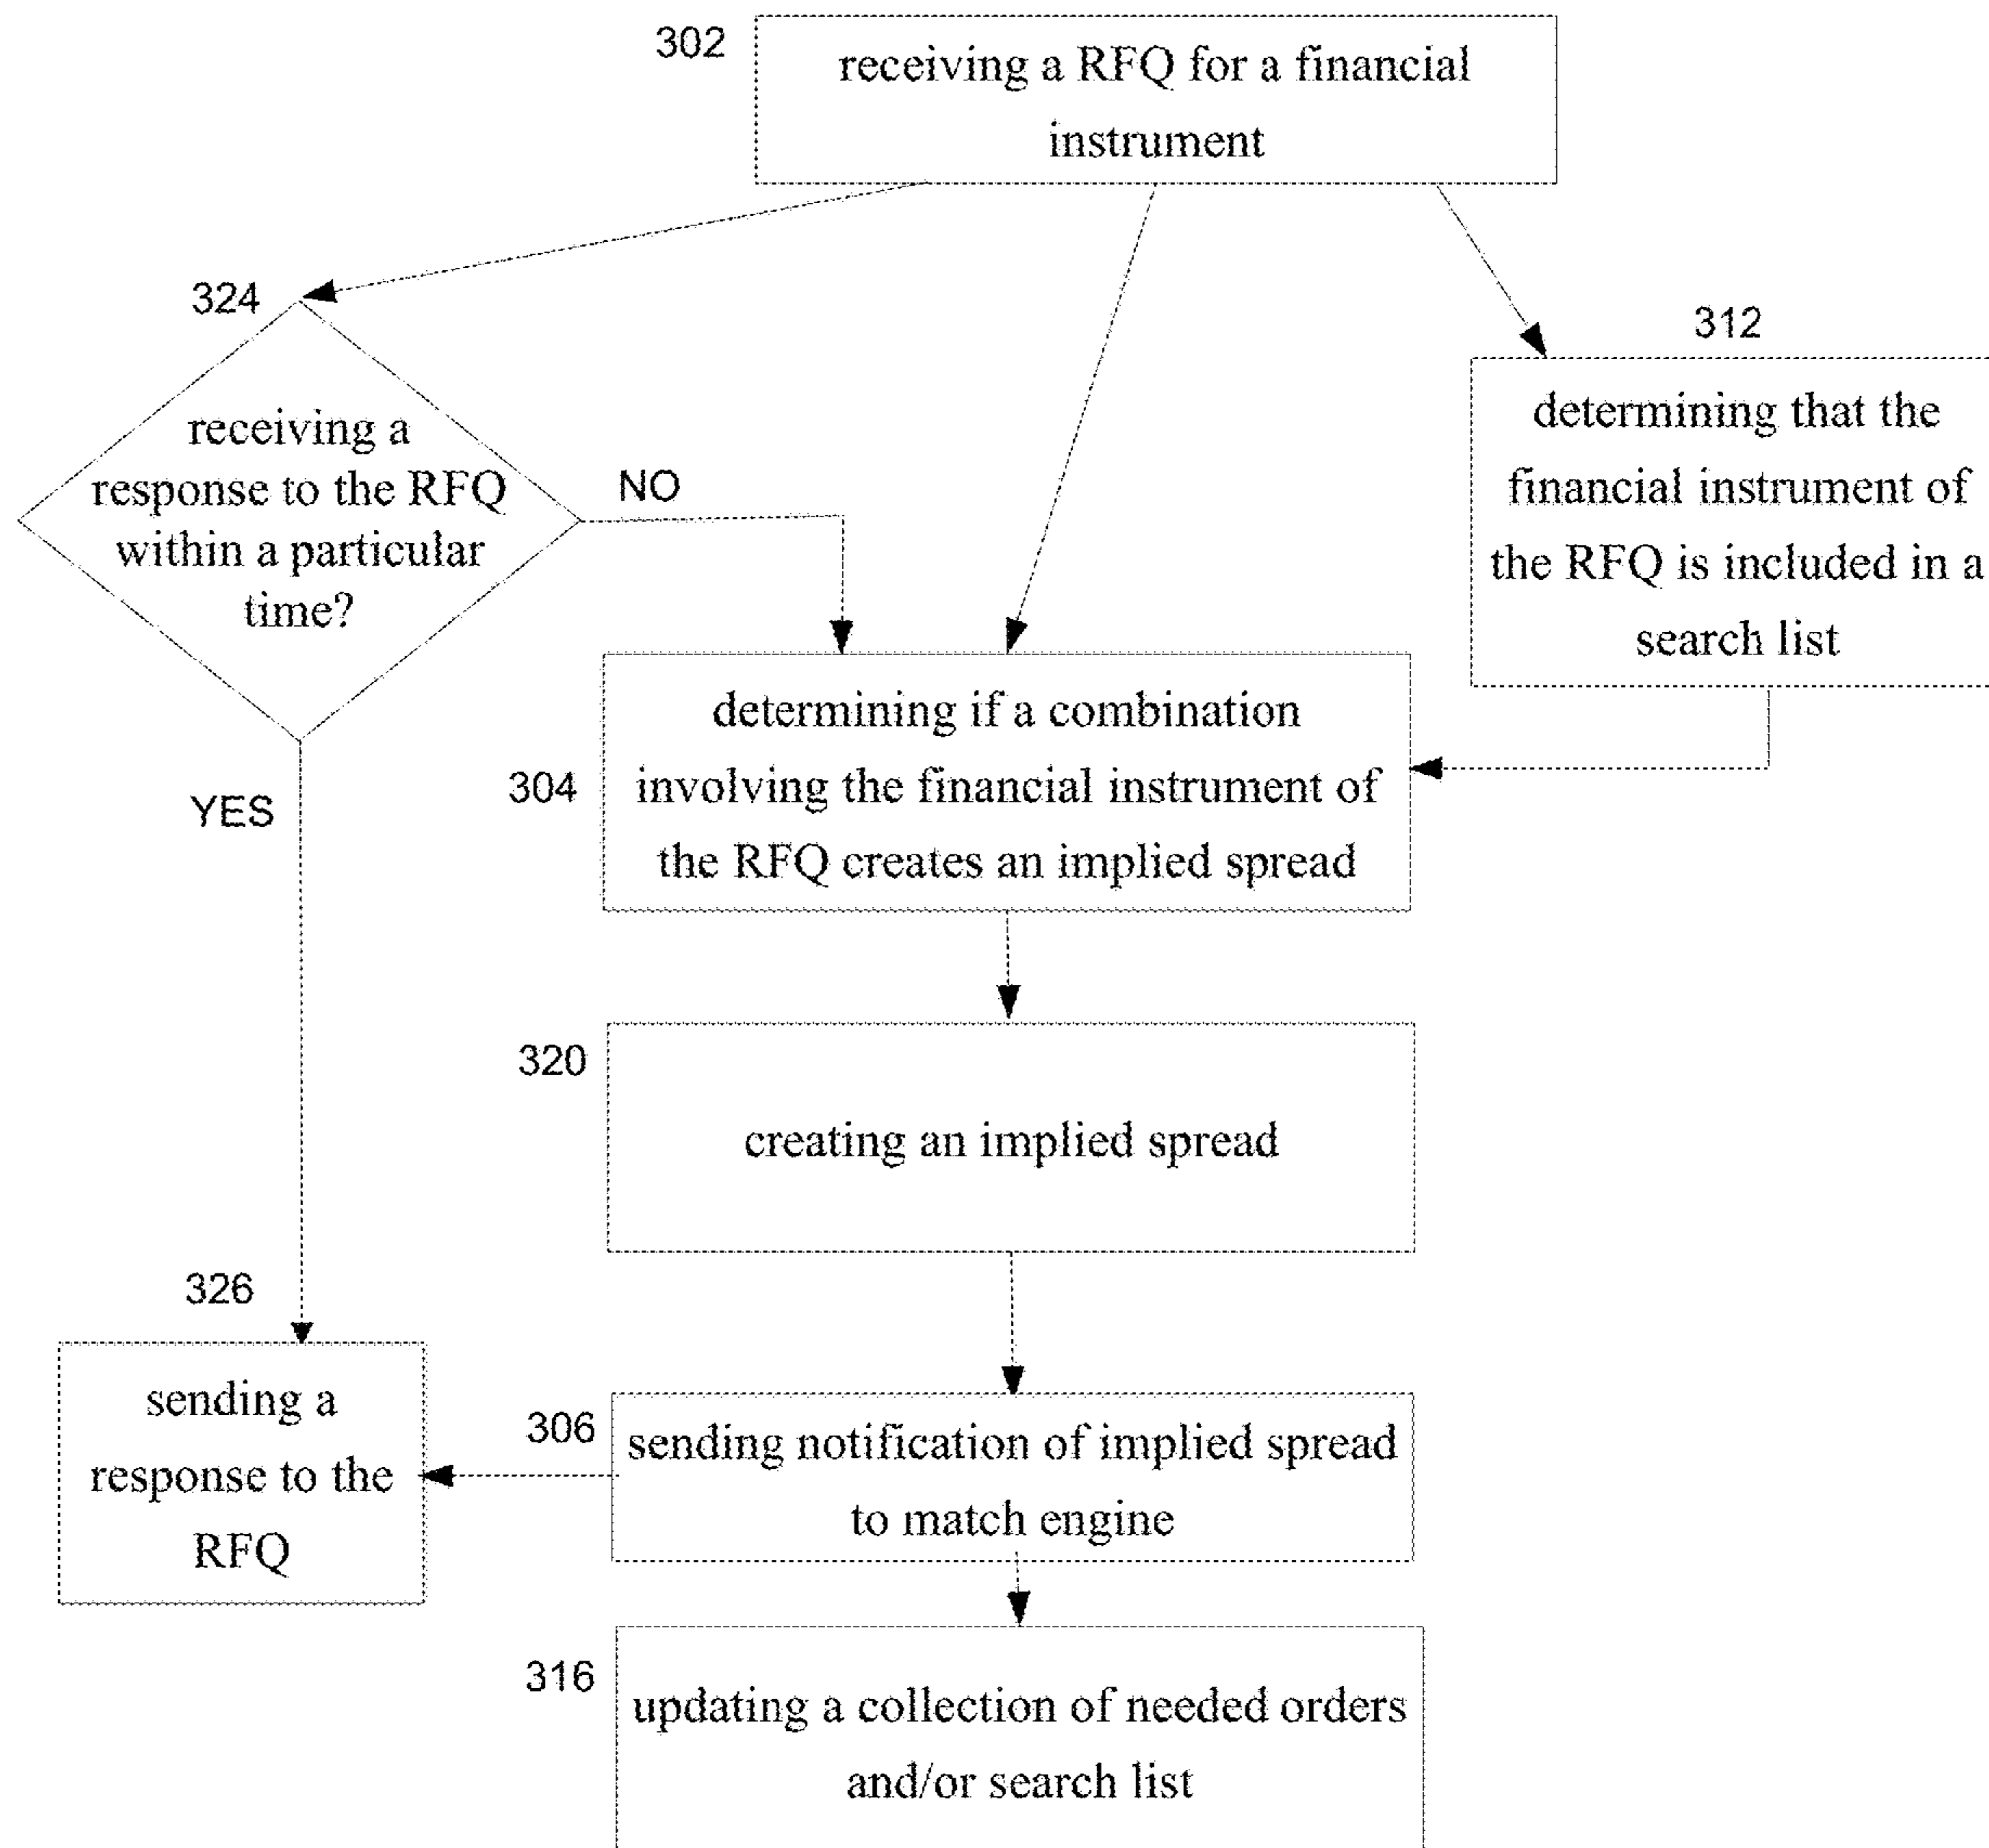 302
receiving a RFQ for a financial
instrument
324
receiving a
response to the RFQ
within a particular
time?
NO
YES
312
determining that the
financial instrument of
the RFQ is included in a
search list
304
determining if a combination
involving the financial instrument of
the RFQ creates an implied spread
320
creating an implied spread
326
sending a
response to the
RFQ
306
sending notification of implied spread
to match engine
316
updating a collection of needed orders
and/or search list